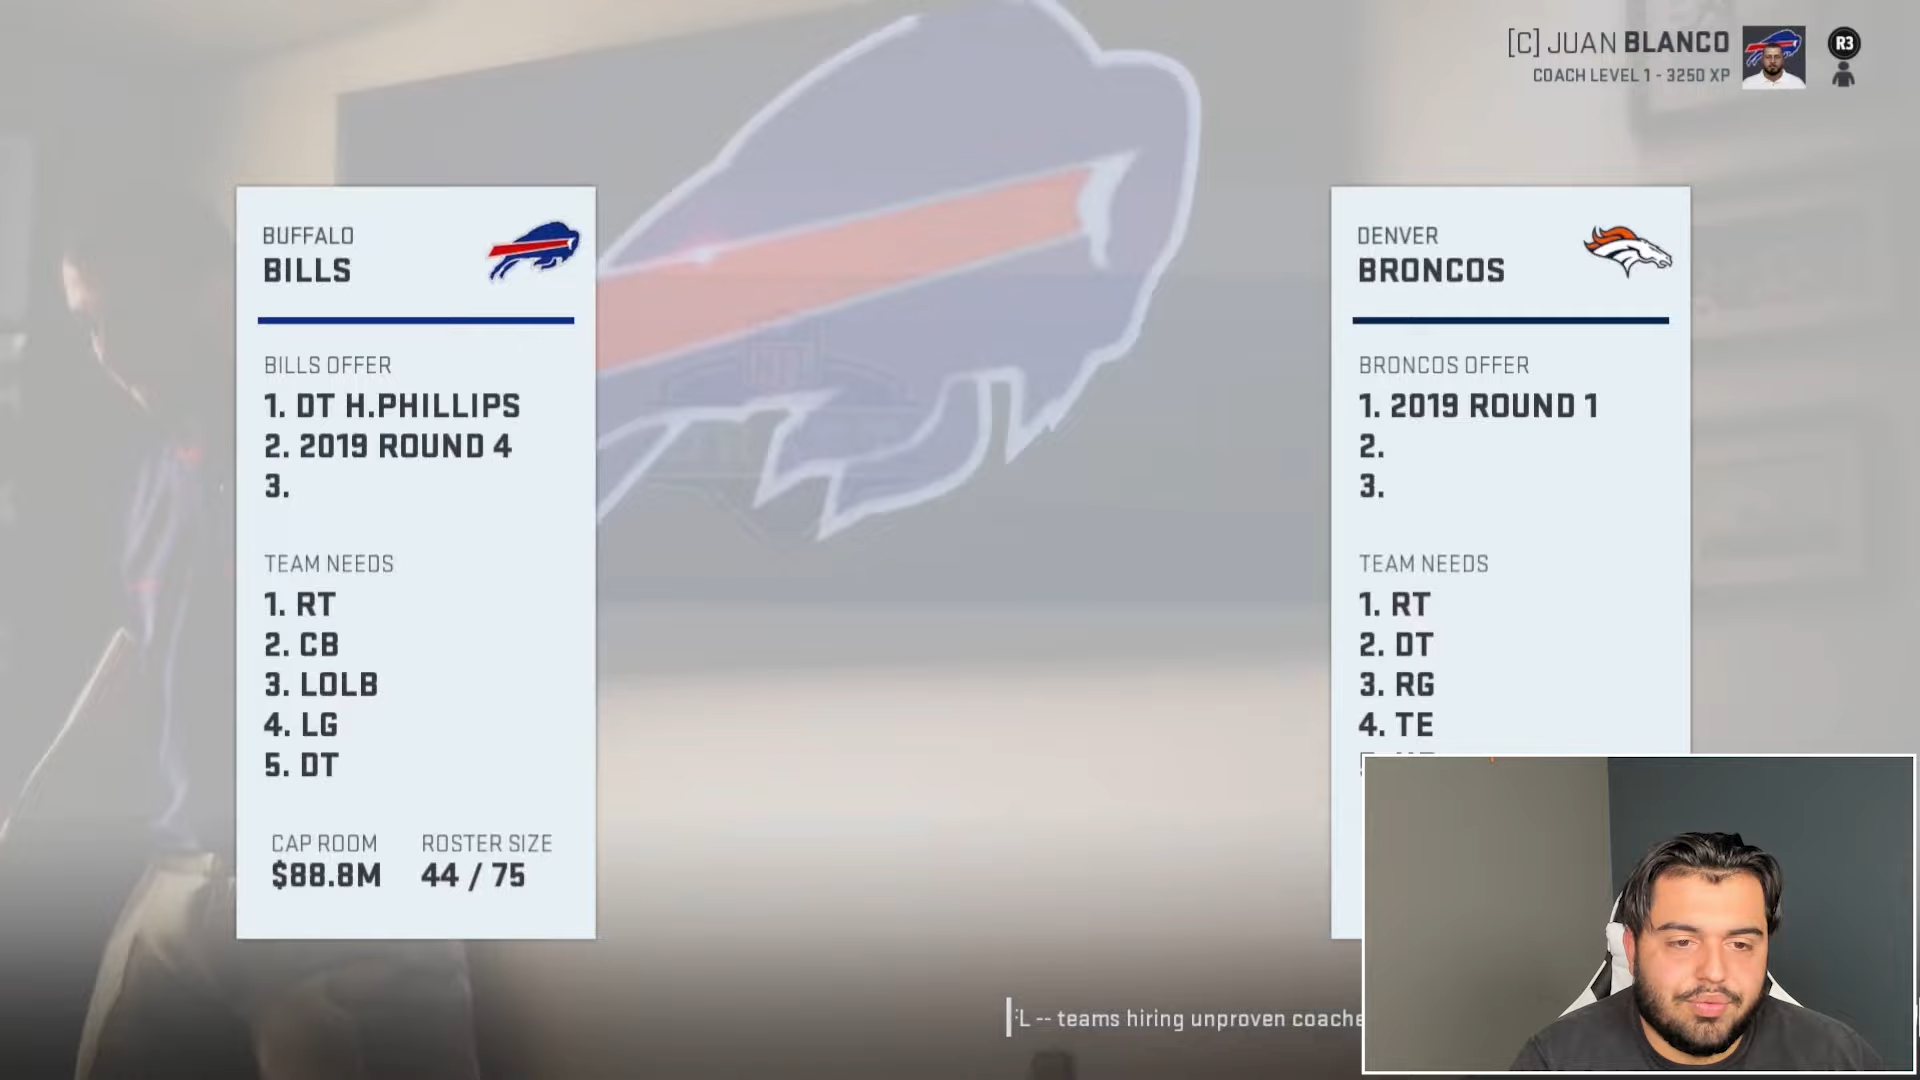 [C] JUAN BLANCO
COACH LEVEL 1 - 3250 XP
R3
BUFFALO
BILLS
BILLS OFFER
1. DT H.PHILLIPS
2. 2019 ROUND 4
3.
TEAM NEEDS
1. RT
2. CB
3. LOLB
4. LG
5. DT
CAP ROOM
$88.8M
ROSTER SIZE
44 / 75
DENVER
BRONCOS
BRONCOS OFFER
1. 2019 ROUND 1
2.
3.
TEAM NEEDS
1. RT
2. DT
3. RG
4. TE
-- teams hiring unproven